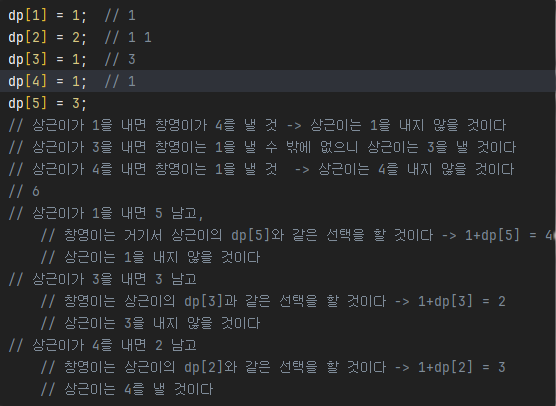 dp[1] = 1;  // 1
dp[2] = 2;  // 1 1
dp[3] = 1;  // 3
dp[4] = 1;  // 1
dp[5] = 3;
// 상근이가 1을 내면 창영이가 4를 낼 것 -> 상근이는 1을 내지 않을 것이다
// 상근이가 3을 내면 창영이는 1을 낼 수 밖에 없으니 상근이는 3을 낼 것이다
// 상근이가 4를 내면 창영이는 1을 낼 것  -> 상근이는 4를 내지 않을 것이다
// 6
// 상근이가 1을 내면 5 남고,
    // 창영이는 거기서 상근이의 dp[5]와 같은 선택을 할 것이다 -> 1+dp[5] = 4
    // 상근이는 1을 내지 않을 것이다
// 상근이가 3을 내면 3 남고
    // 창영이는 상근이의 dp[3]과 같은 선택을 할 것이다 -> 1+dp[3] = 2
    // 상근이는 3을 내지 않을 것이다
// 상근이가 4를 내면 2 남고
    // 창영이는 상근이의 dp[2]와 같은 선택을 할 것이다 -> 1+dp[2] = 3
    // 상근이는 4를 낼 것이다